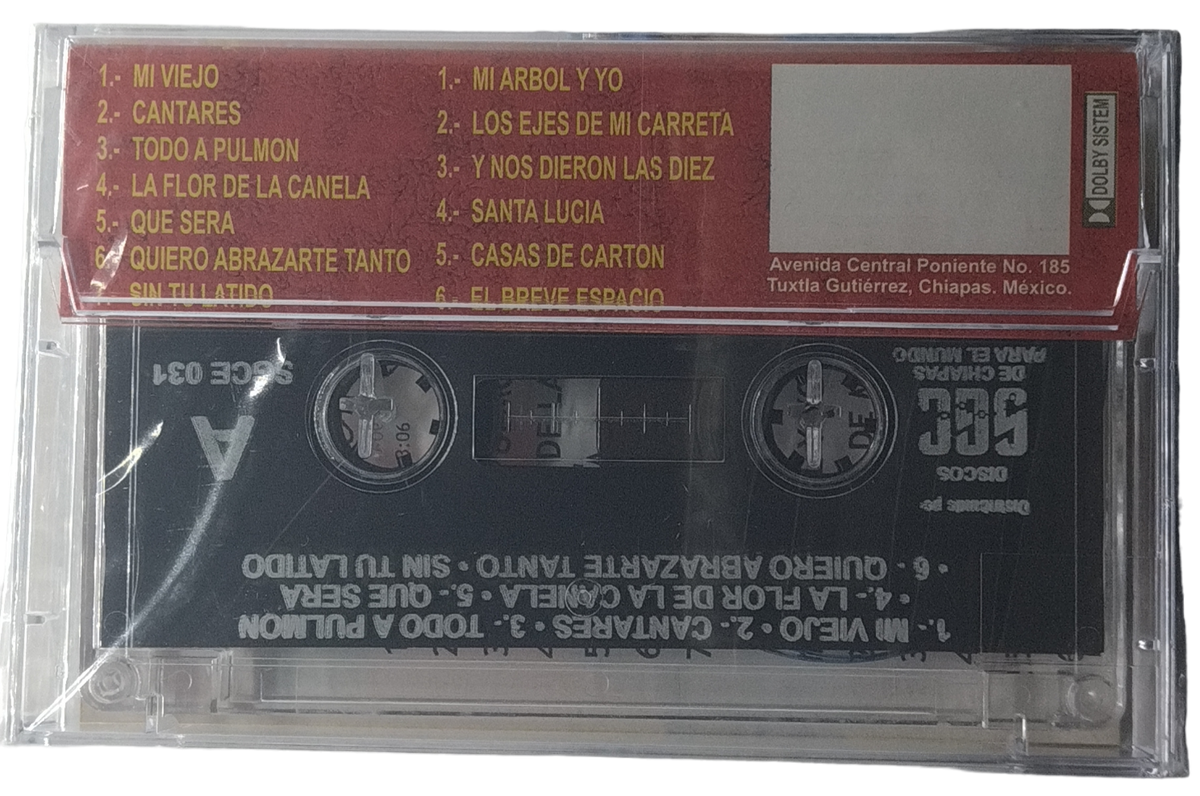 1.- MI VIEJO
2.- CANTARES
3.- TODO A PULMON
4.- LA FLOR DE LA CANELA
5.- QUE SERA
6.- QUIERO ABRAZARTE TANTO
SIN TU LATIDO
1.- MI ARBOL Y YO
2.- LOS EJES DE MI CARRETA
3.- Y NOS DIERON LAS DIEZ
4.- SANTA LUCIA
5.- CASAS DE CARTON
6.- EL BREVE ESPACIO
DOLBY SISTEM
Avenida Central Poniente No. 185
Tuxtla Gutiérrez, Chiapas. México.
1.- MI VIEJO • 2.- CANTARES • 3.- TODO A PULMON
• 4.- LA FLOR DE LA CANELA • 5.- QUE SERA
• 6 - QUIERO ABRAZARTE TANTO • SIN TU LATIDO
DISCOS
SGC
DE CHIAPAS
PARA EL MUNDO
A
SGCE 031